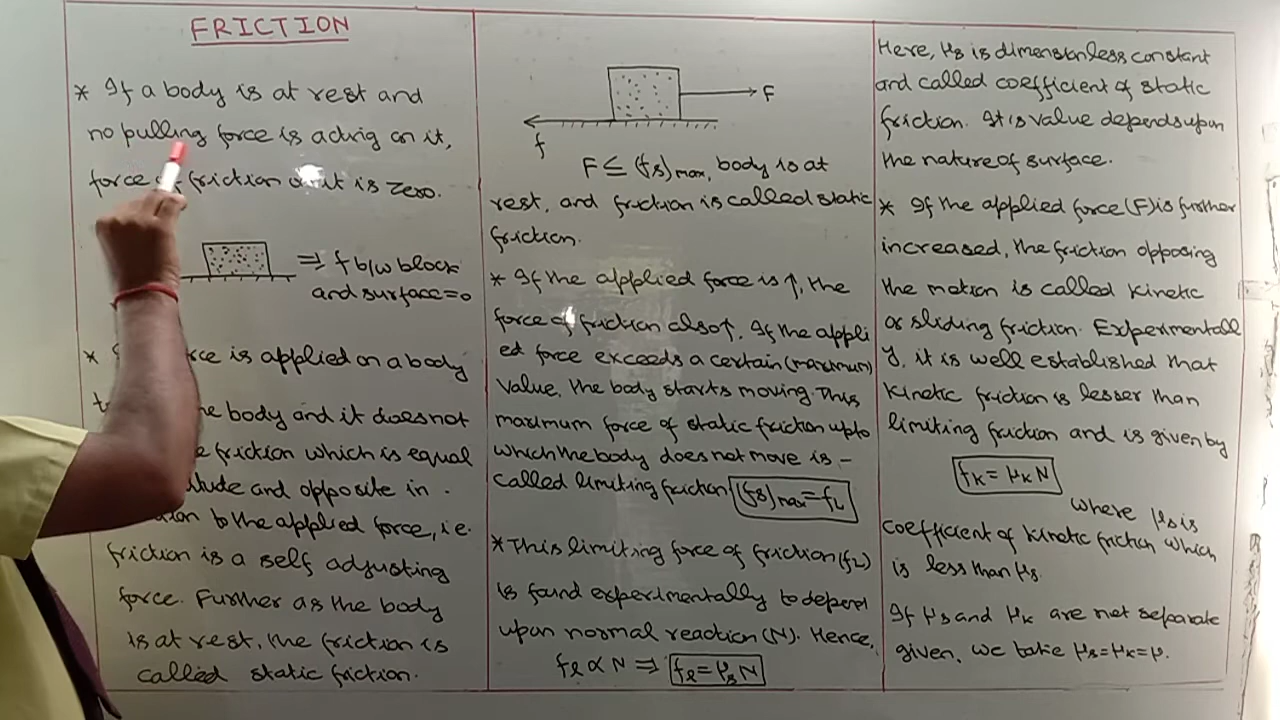 FRICTION
* If a body is at rest and
no pulling force is actvig on it,
force of friction on it is zero.
⇒ f b/w block
and surface=0
* rce is applied on a body
t he body and it does not
e friction which is equal
itude and opposite in .
tion to the applied force, i.e.
friction is a self adjusting
force. Further as the body
is at rest, the friction is
called static friction.
F
f
F ≤ (fs)max, body is at
rest, and friction is called static
friction.
* If the applied force is ↑, the
force of friction also↑. If the appli
ed force exceeds a certain (maximum)
value, the body starts moving. Thus
maximum force of static friction upto
which the body does not move is -
called limiting friction (fs)max=fL
* This limiting force of friction (fL)
is found experimentally to depend
upon normal reaction (N). Hence,
fl ∝ N ⇒ fl=μsN
Here, μs is dimensionless constant
and called coefficient of static
friction. It is value depends upon
the nature of surface.
* If the applied force(F) is further
increased, the friction opposing
the motion is called kinetic
or sliding friction. Experimentall
y, it is well established that
kinetic friction is lesser than
limiting friction and is given by
fK = μKN
where μs is
coefficient of kinetic friction which
is less than μs.
If μs and μK are not separate
given, we take μs=μK=μ.